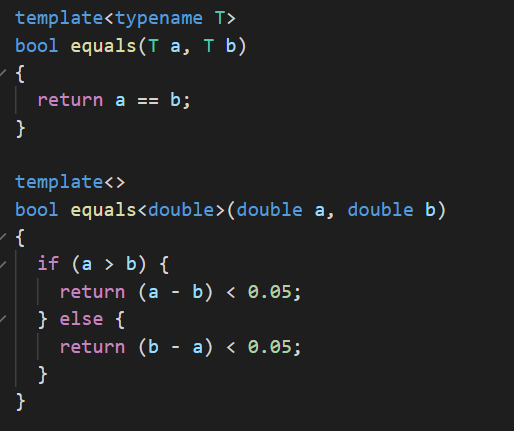 template<typename T>
bool equals(T a, T b)
{
  return a == b;
}

template<>
bool equals<double>(double a, double b)
{
  if (a > b) {
    return (a - b) < 0.05;
  } else {
    return (b - a) < 0.05;
  }
}